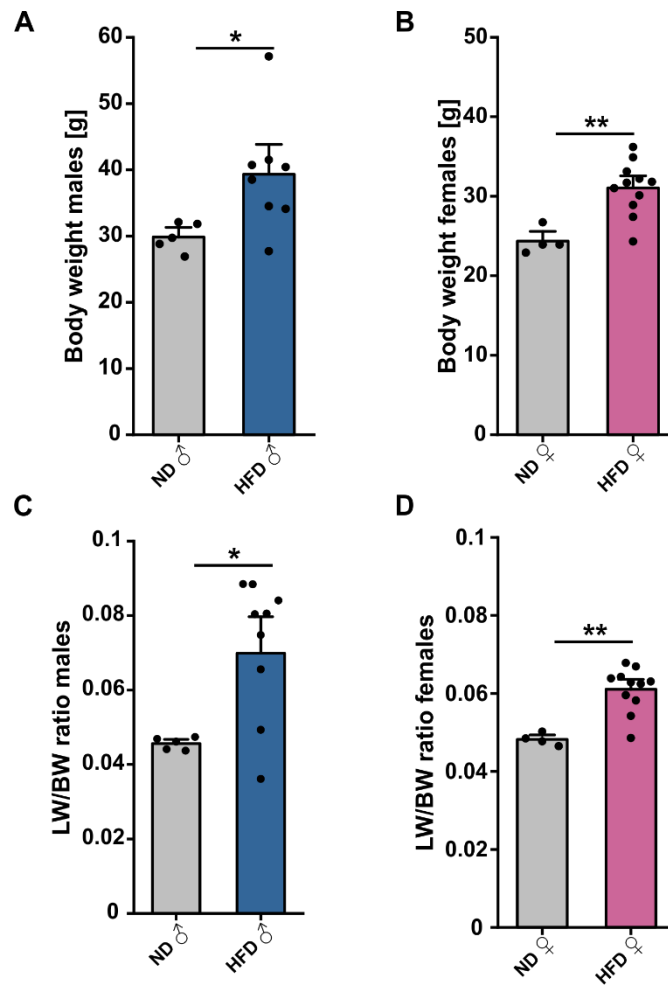 A
Body weight males [g]
60
50
40
30
20
10
0
*
ND ♂
HFD ♂
B
Body weight females [g]
50
40
30
20
10
0
**
ND ♀
HFD ♀
C
LW/BW ratio males
0.1
0.08
0.06
0.04
0.02
0
*
ND ♂
HFD ♂
D
LW/BW ratio females
0.1
0.08
0.06
0.04
0.02
0
**
ND ♀
HFD ♀